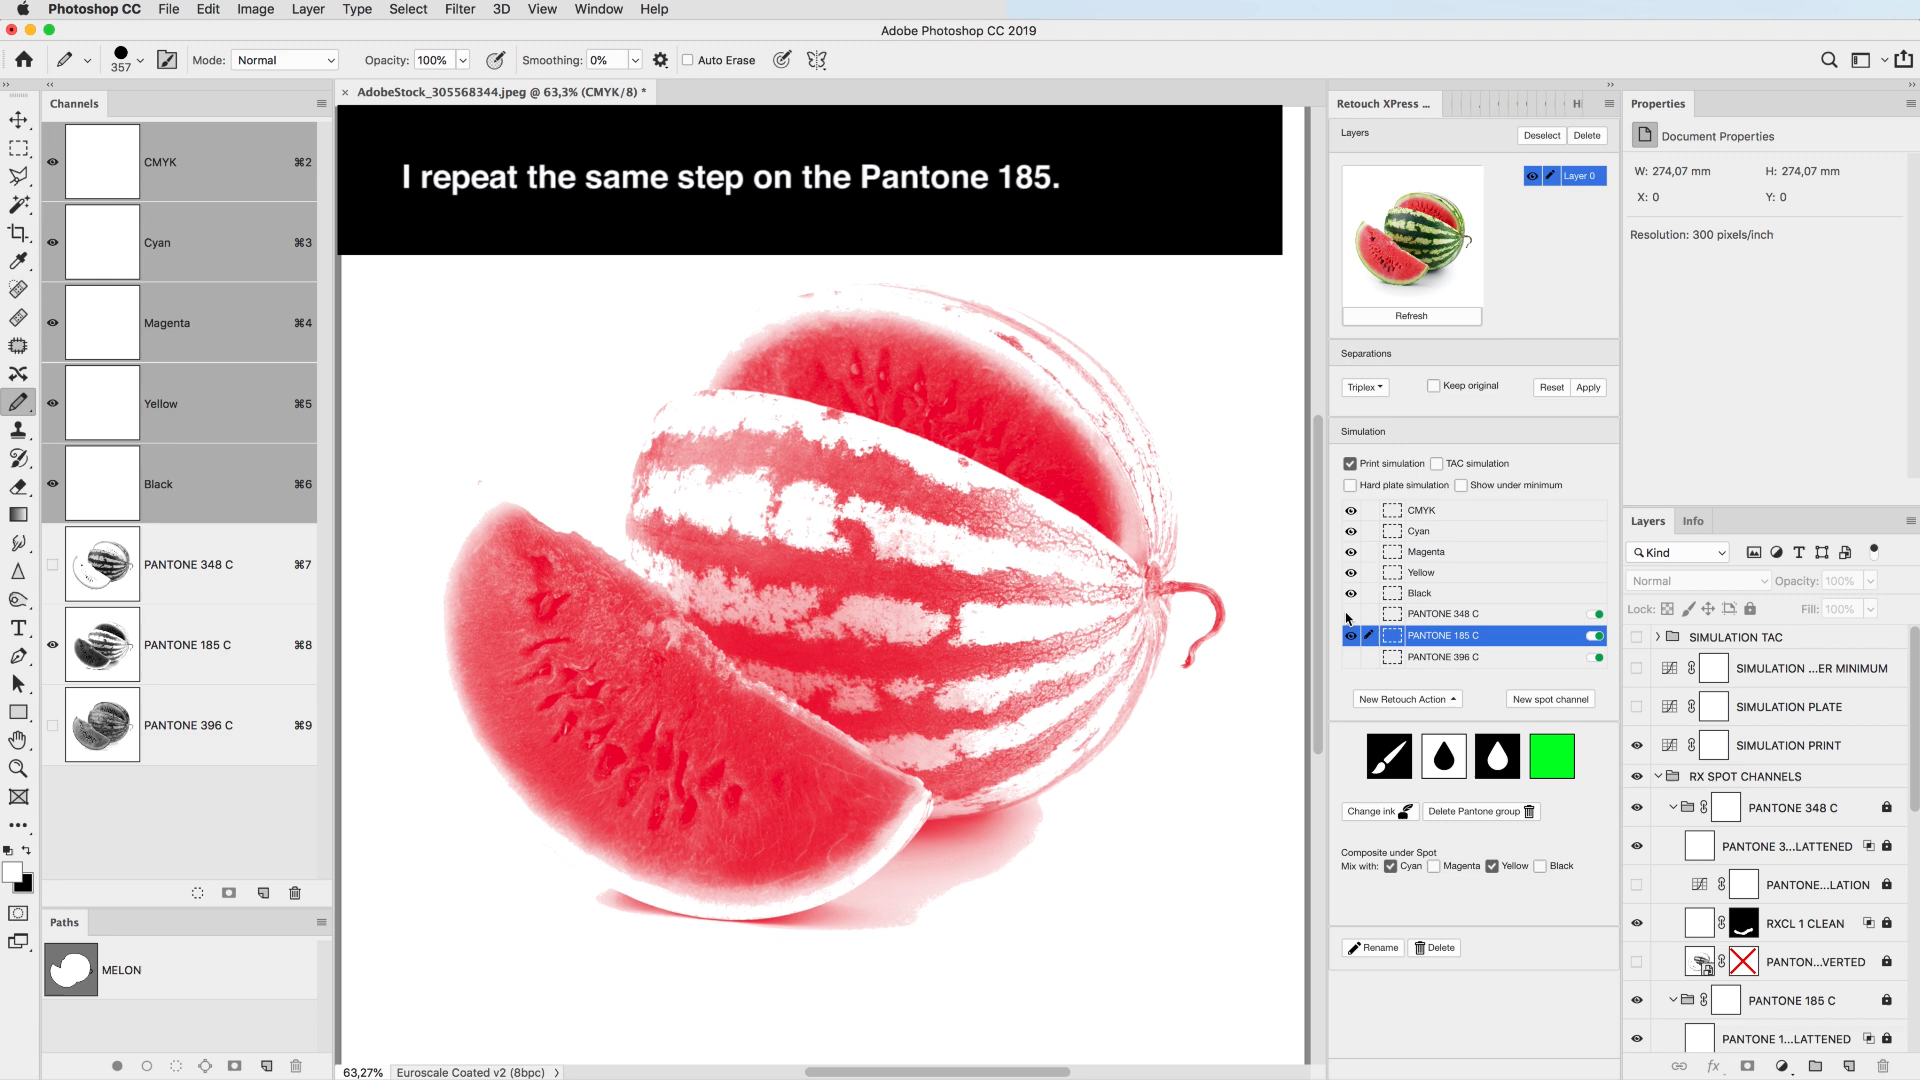 Photoshop CC File Edit Image Layer Type Select Filter 3D View Window Help
Adobe Photoshop CC 2019
357 Mode: Normal Opacity: 100% Smoothing: 0% Auto Erase
Channels
CMYK ⌘2
Cyan ⌘3
Magenta ⌘4
Yellow ⌘5
Black ⌘6
PANTONE 348 C ⌘7
PANTONE 185 C ⌘8
PANTONE 396 C ⌘9
Paths
MELON
AdobeStock_305568344.jpeg @ 63,3% (CMYK/8) *
I repeat the same step on the Pantone 185.
63,27% Euroscale Coated v2 (8bpc)
Retouch XPress ...
Layers Deselect Delete
Layer 0
Refresh
Separations
Triplex Keep original Reset Apply
Simulation
Print simulation TAC simulation
Hard plate simulation Show under minimum
CMYK
Cyan
Magenta
Yellow
Black
PANTONE 348 C
PANTONE 185 C
PANTONE 396 C
New Retouch Action New spot channel
Change ink Delete Pantone group
Composite under Spot
Mix with: Cyan Magenta Yellow Black
Rename Delete
Properties
Document Properties
W: 274,07 mm H: 274,07 mm
X: 0 Y: 0
Resolution: 300 pixels/inch
Layers Info
Kind
Normal Opacity: 100%
Lock: Fill: 100%
SIMULATION TAC
SIMULATION ...ER MINIMUM
SIMULATION PLATE
SIMULATION PRINT
RX SPOT CHANNELS
PANTONE 348 C
PANTONE 3...LATTENED
PANTONE...LATION
RXCL 1 CLEAN
PANTON...VERTED
PANTONE 185 C
PANTONE 1...LATTENED
fx